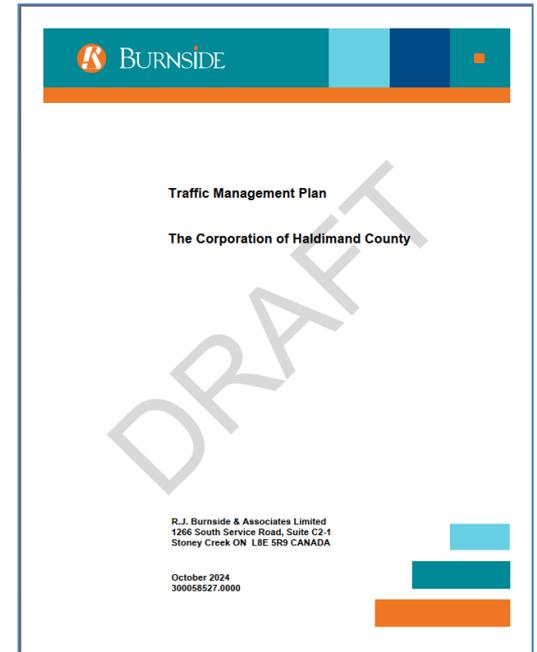 BURNSIDE
Traffic Management Plan
The Corporation of Haldimand County
DRAFT
R.J. Burnside & Associates Limited
1266 South Service Road, Suite C2-1
Stoney Creek ON  L8E 5R9 CANADA
October 2024
300058527.0000